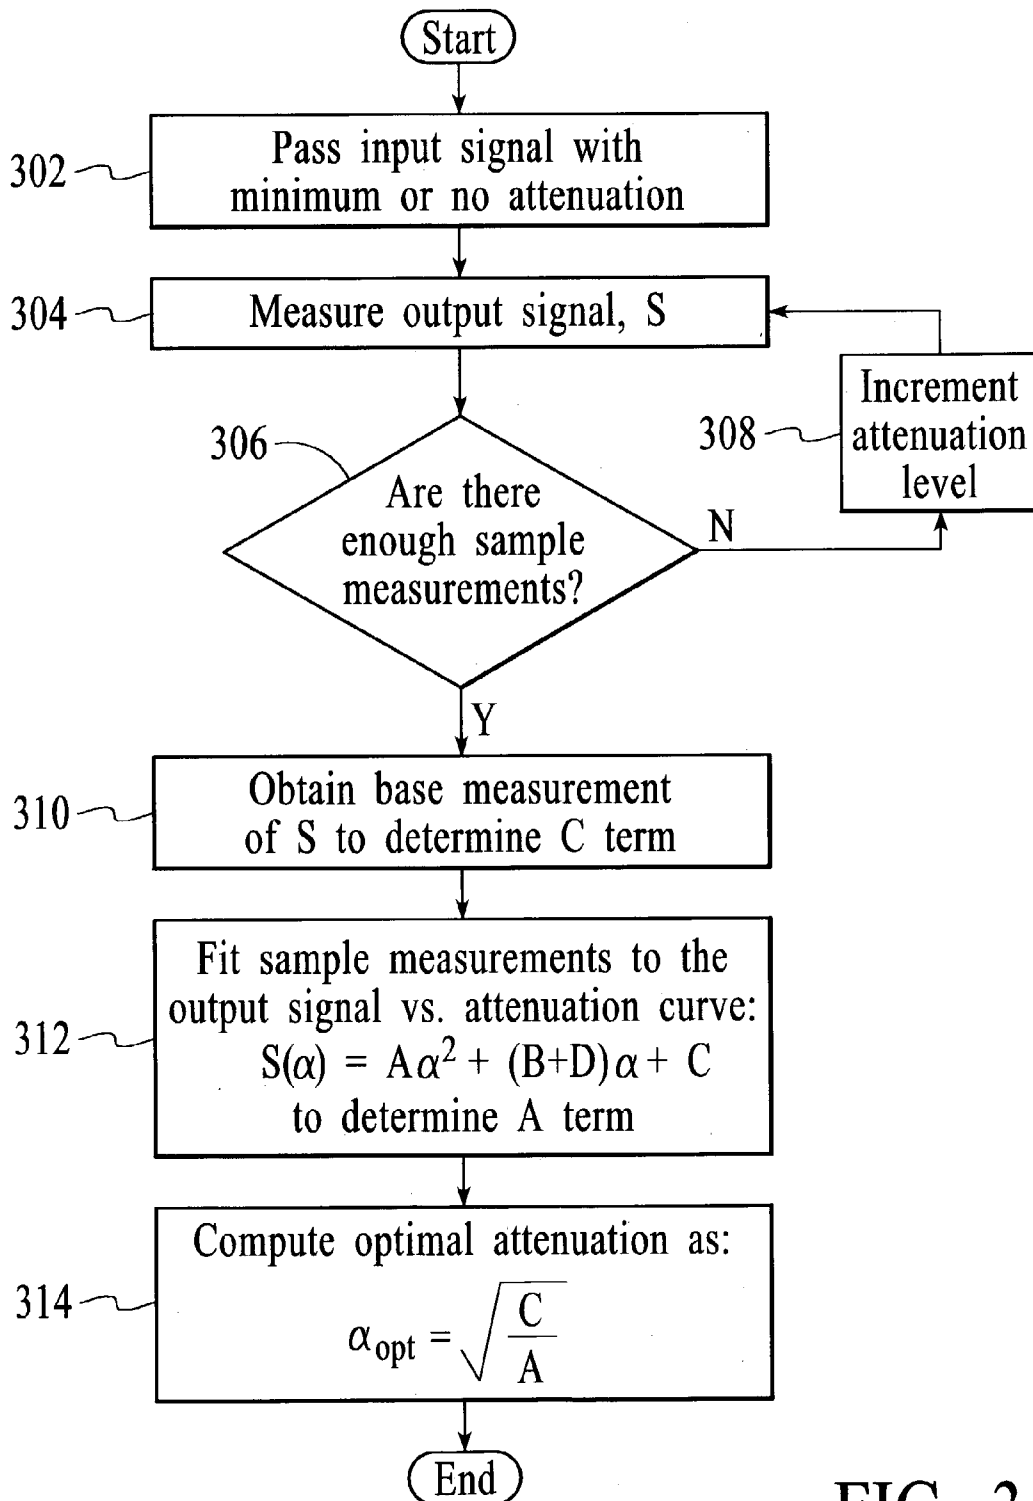 Start
302
Pass input signal with
minimum or no attenuation
304
Measure output signal, S
306
Are there
enough sample
measurements?
N
308
Increment
attenuation
level
Y
310
Obtain base measurement
of S to determine C term
312
Fit sample measurements to the
output signal vs. attenuation curve:
S(α) = Aα² + (B+D)α + C
to determine A term
314
Compute optimal attenuation as:
α_opt = √(C/A)
End